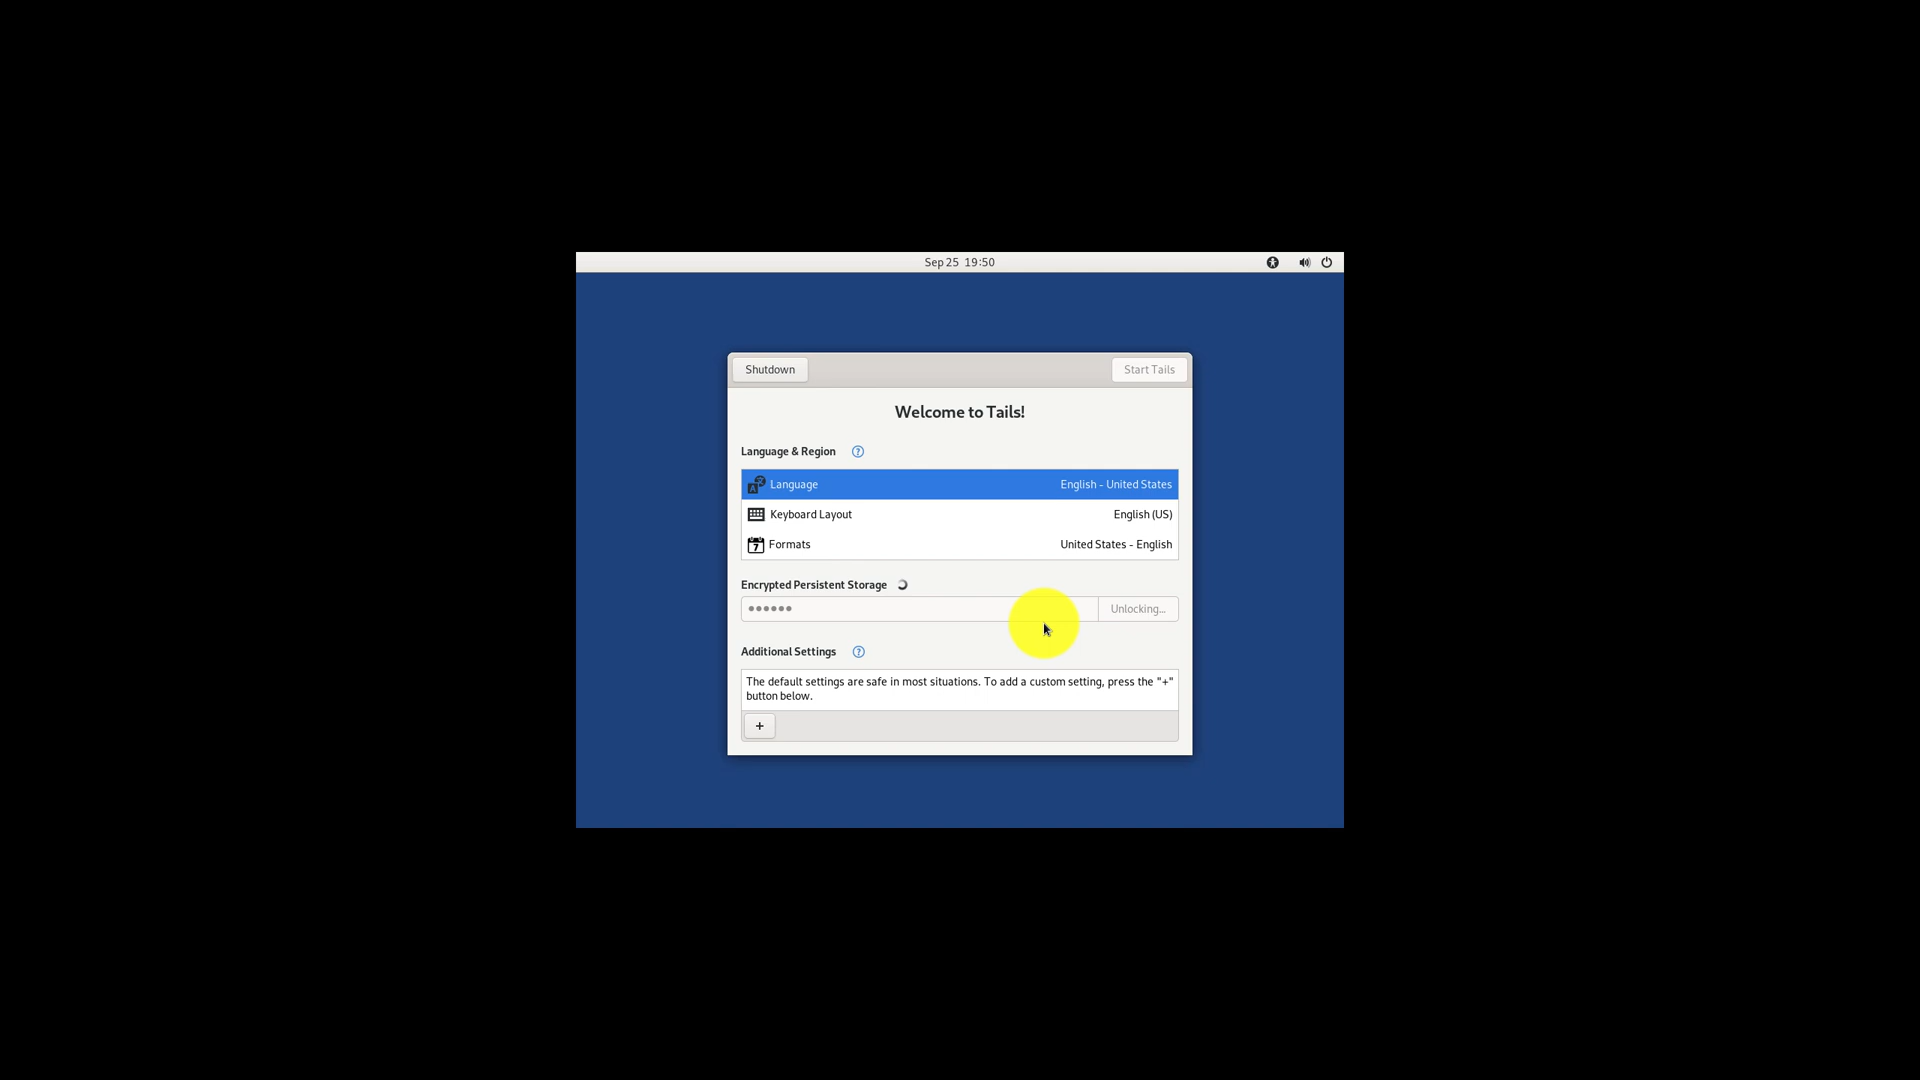 Sep 25 19:50
Shutdown
Start Tails
Welcome to Tails!
Language & Region
Language English - United States
Keyboard Layout English (US)
Formats United States - English
Encrypted Persistent Storage
Unlocking...
Additional Settings
The default settings are safe in most situations. To add a custom setting, press the "+"
button below.
+